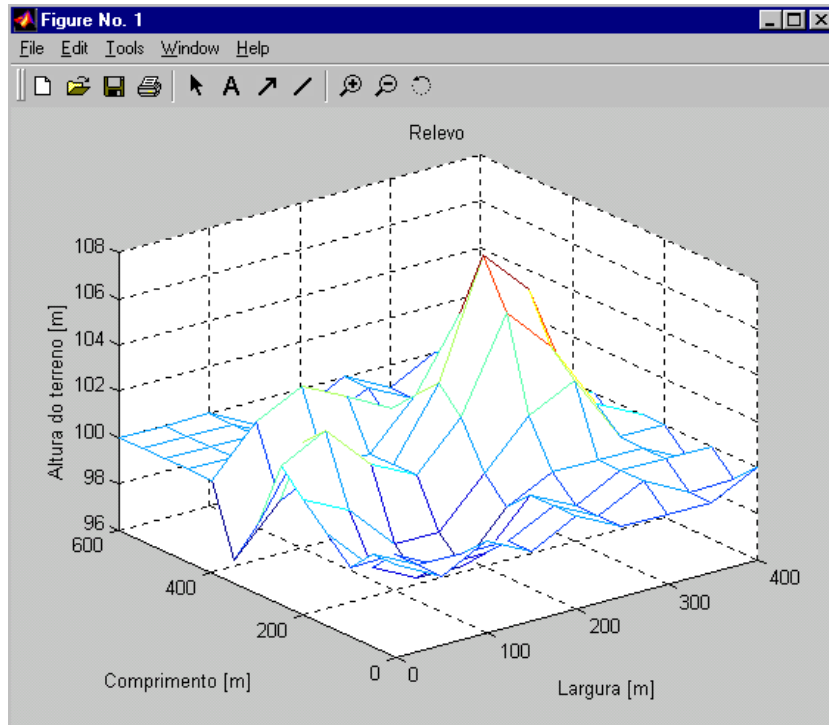 Figure No. 1
File Edit Tools Window Help
A
Relevo
108
106
104
102
100
98
96
Altura do terreno [m]
600
400
200
0
Comprimento [m]
0
100
200
300
400
Largura [m]